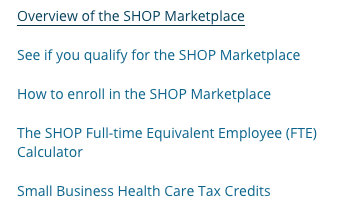 Overview of the SHOP Marketplace
See if you qualify for the SHOP Marketplace
How to enroll in the SHOP Marketplace
The SHOP Full-time Equivalent Employee (FTE)
Calculator
Small Business Health Care Tax Credits